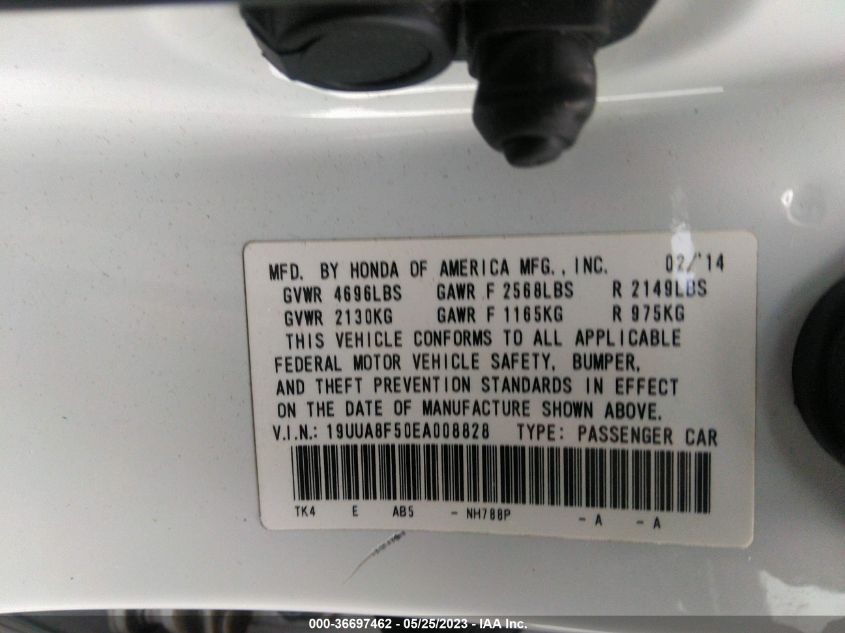 MFD. BY HONDA OF AMERICA MFG., INC. 02/'14
GVWR 4696LBS GAWR F 2568LBS R 2149LBS
GVWR 2130KG GAWR F 1165KG R 975KG
THIS VEHICLE CONFORMS TO ALL APPLICABLE
FEDERAL MOTOR VEHICLE SAFETY, BUMPER,
AND THEFT PREVENTION STANDARDS IN EFFECT
ON THE DATE OF MANUFACTURE SHOWN ABOVE.
V.I.N.: 19UUA8F50EA008828 TYPE: PASSENGER CAR
TK4 E AB5 - NH788P - A - A
000-36697462 - 05/25/2023 - IAA Inc.